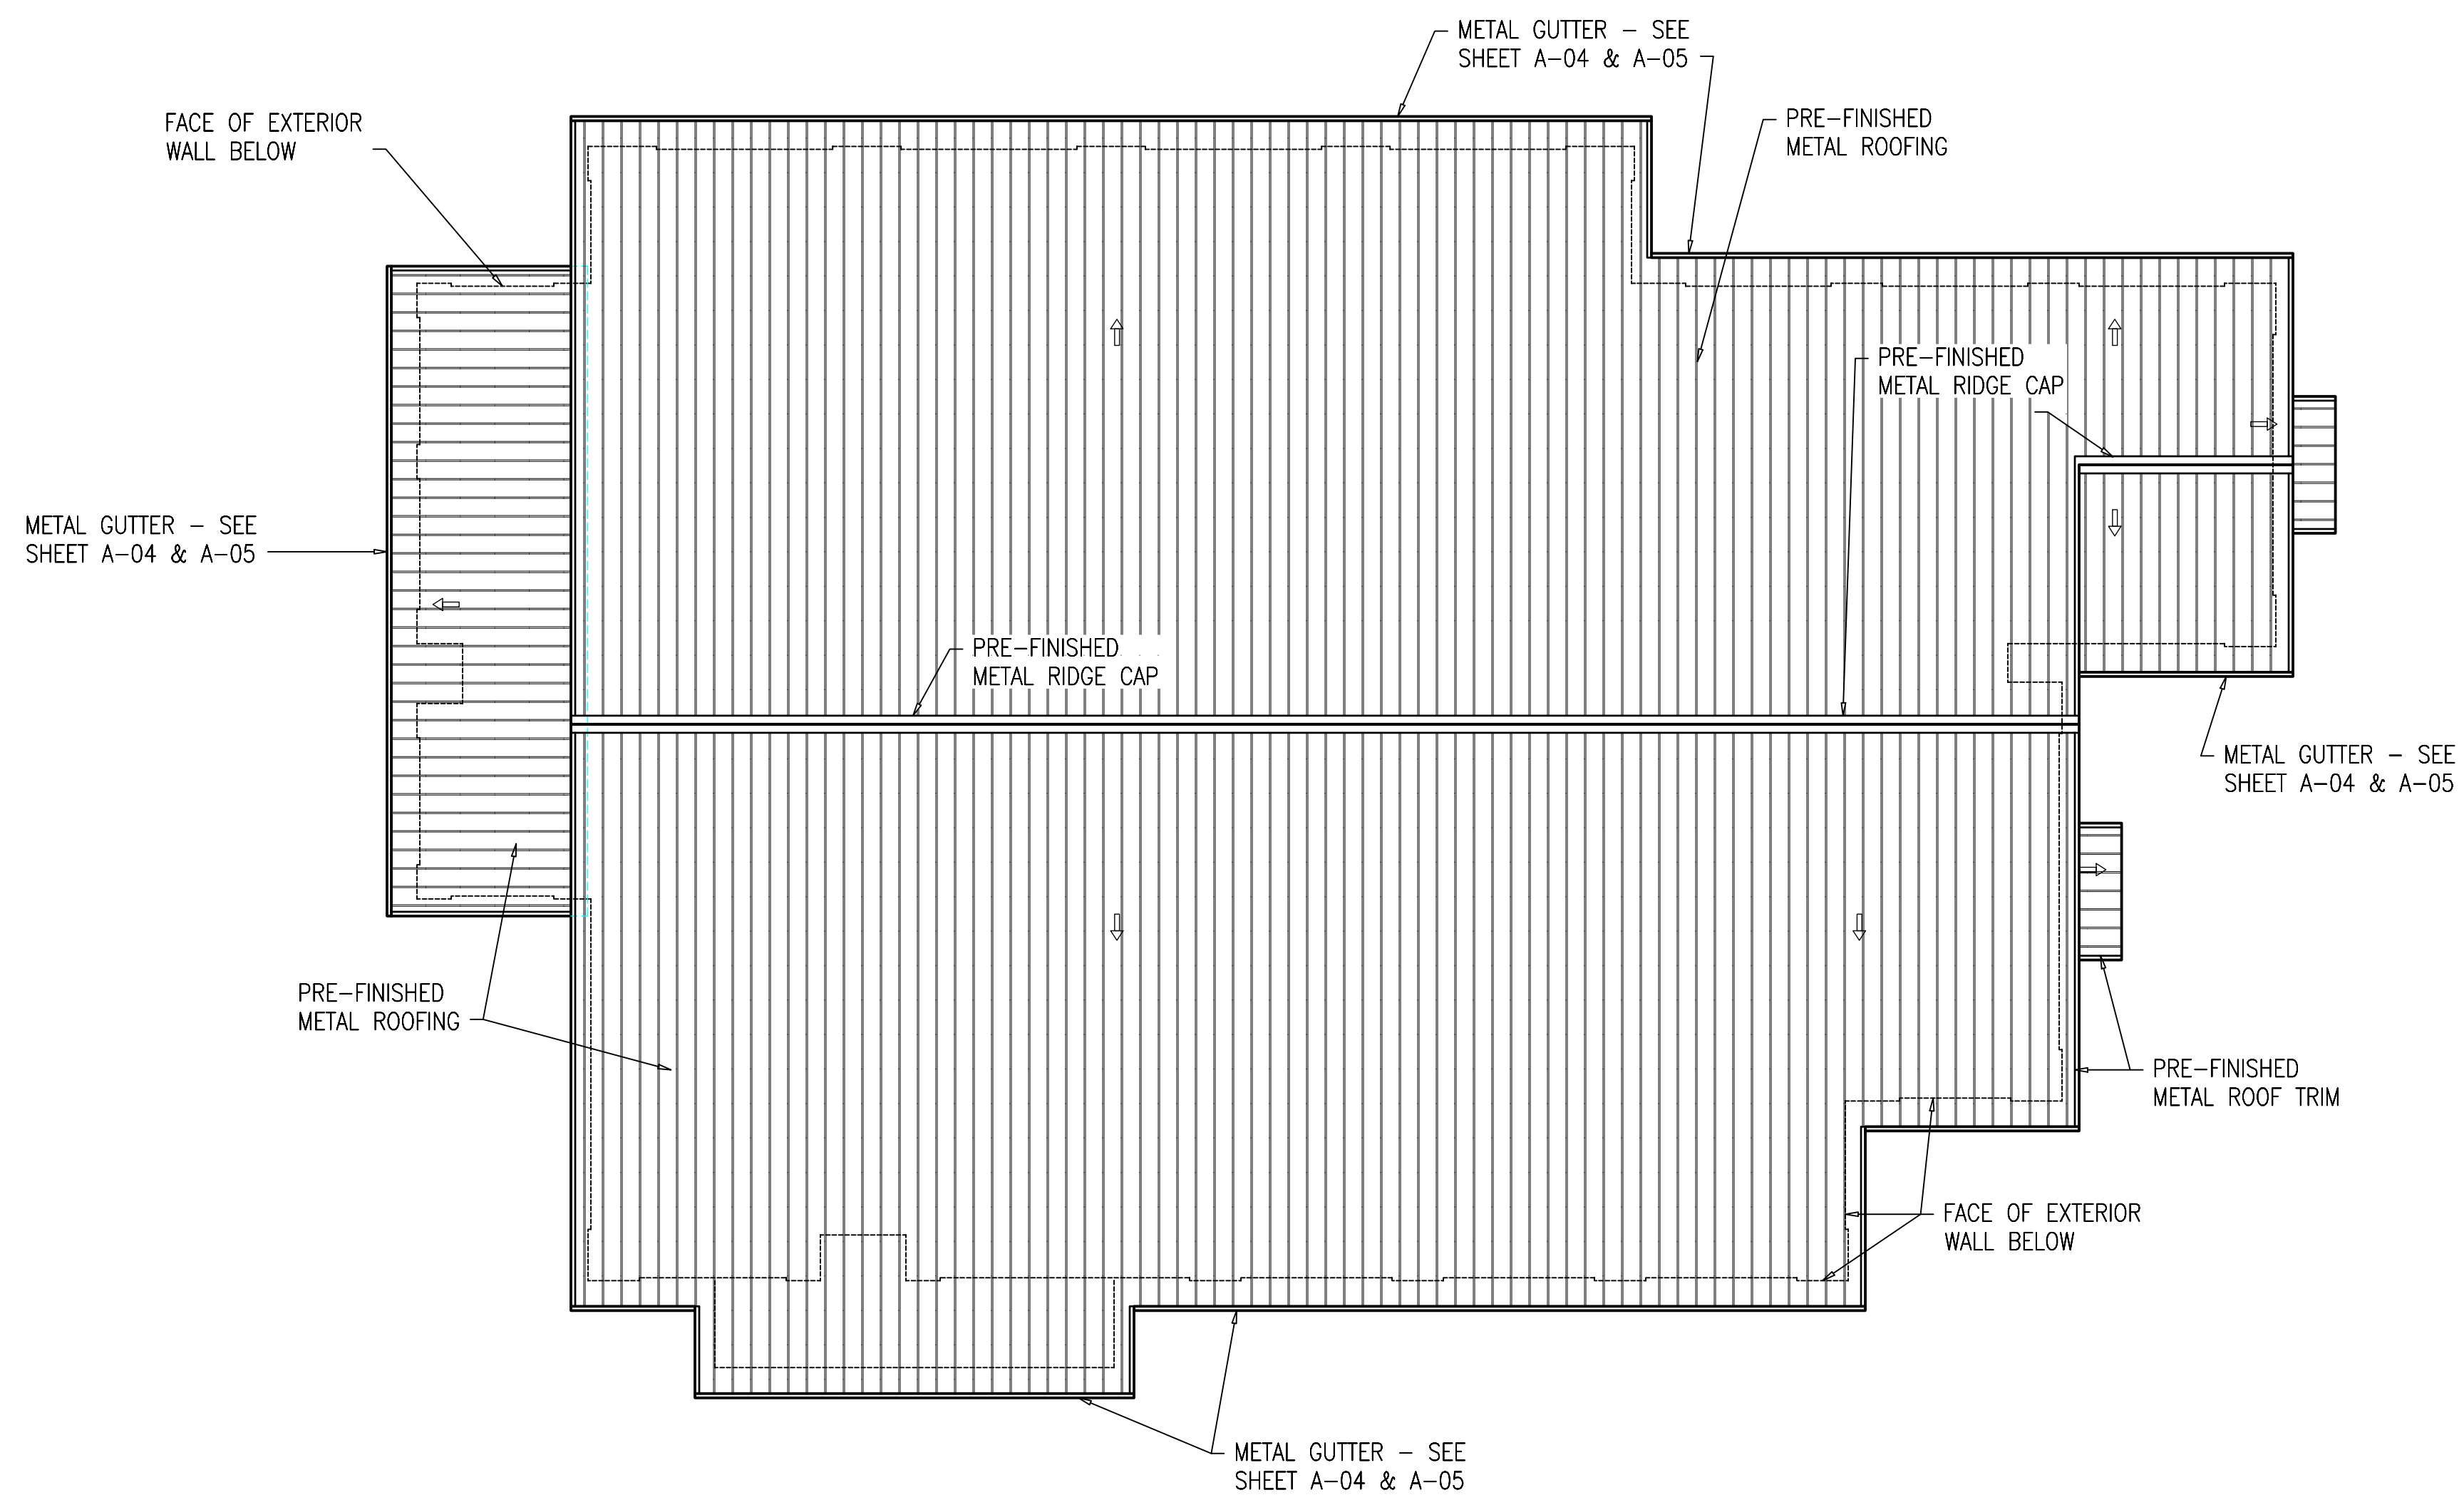 METAL GUTTER – SEE
SHEET A–04 & A–05
FACE OF EXTERIOR
WALL BELOW
PRE–FINISHED
METAL ROOFING
PRE–FINISHED
METAL RIDGE CAP
METAL GUTTER – SEE
SHEET A–04 & A–05
PRE–FINISHED
METAL RIDGE CAP
METAL GUTTER – SEE
SHEET A–04 & A–05
PRE–FINISHED
METAL ROOFING
PRE–FINISHED
METAL ROOF TRIM
FACE OF EXTERIOR
WALL BELOW
METAL GUTTER – SEE
SHEET A–04 & A–05